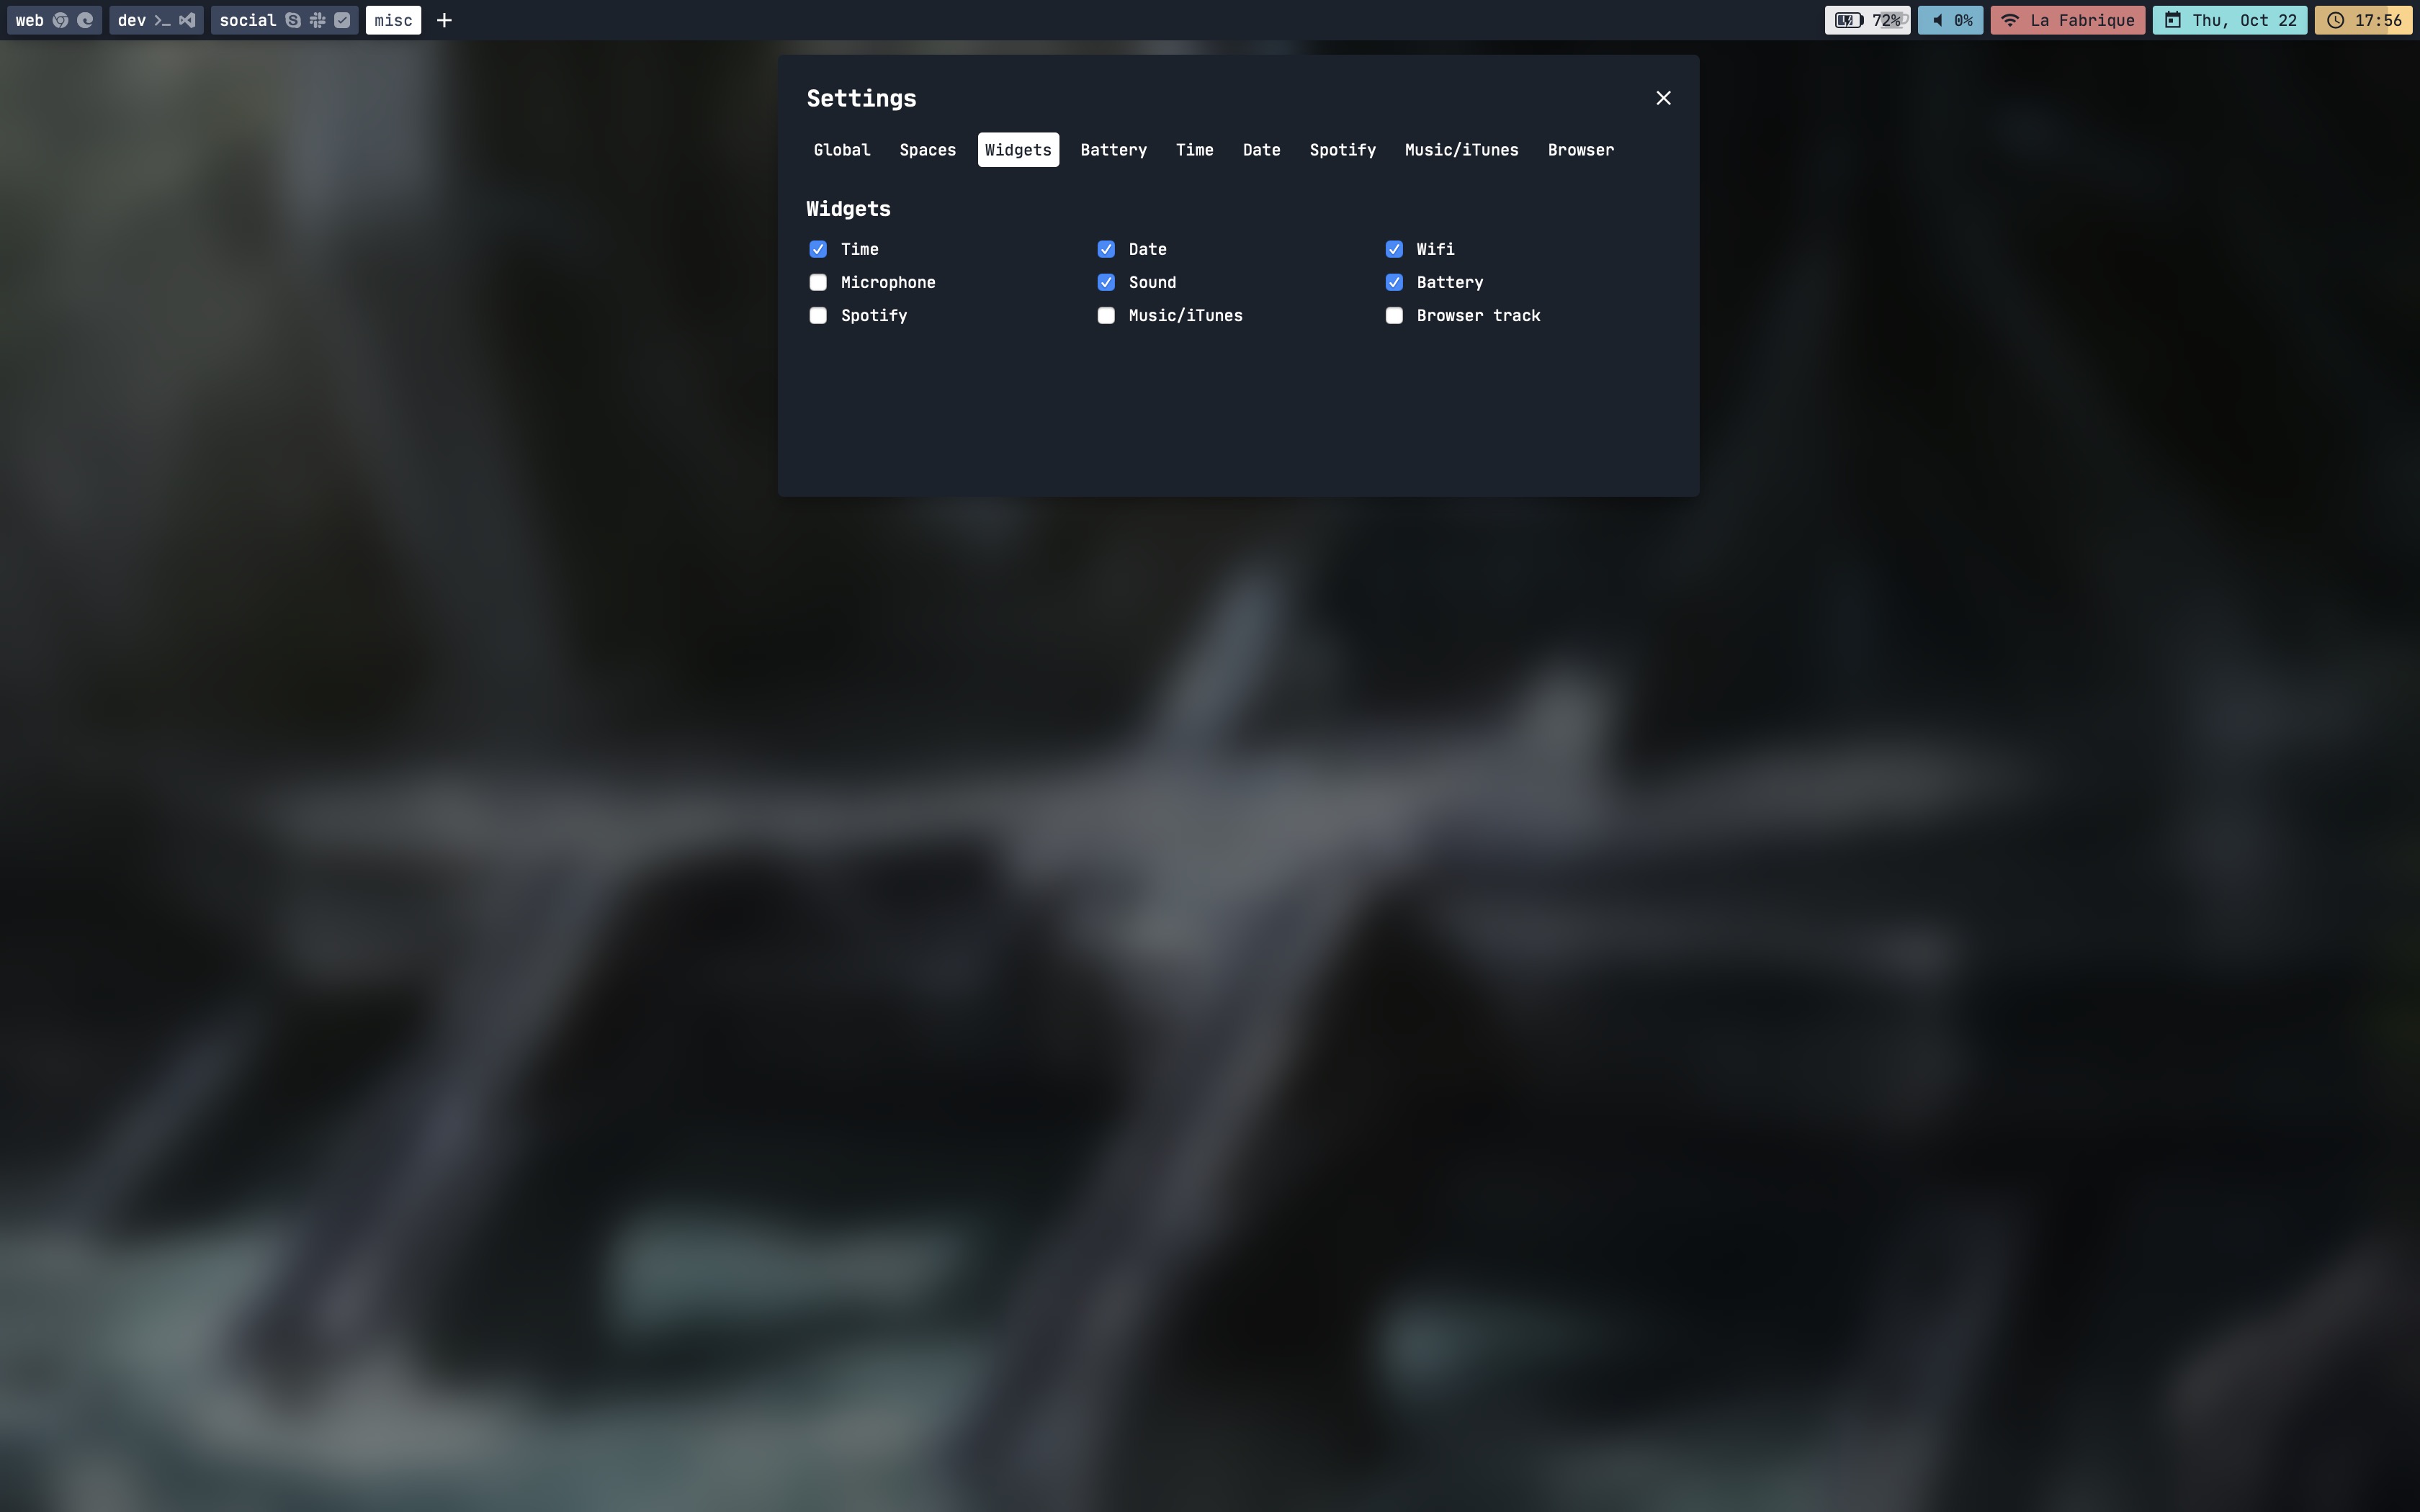 web dev social misc + 72% 0% La Fabrique Thu, Oct 22 17:56
Settings
Global Spaces Widgets Battery Time Date Spotify Music/iTunes Browser
Widgets
Time Date Wifi
Microphone Sound Battery
Spotify Music/iTunes Browser track